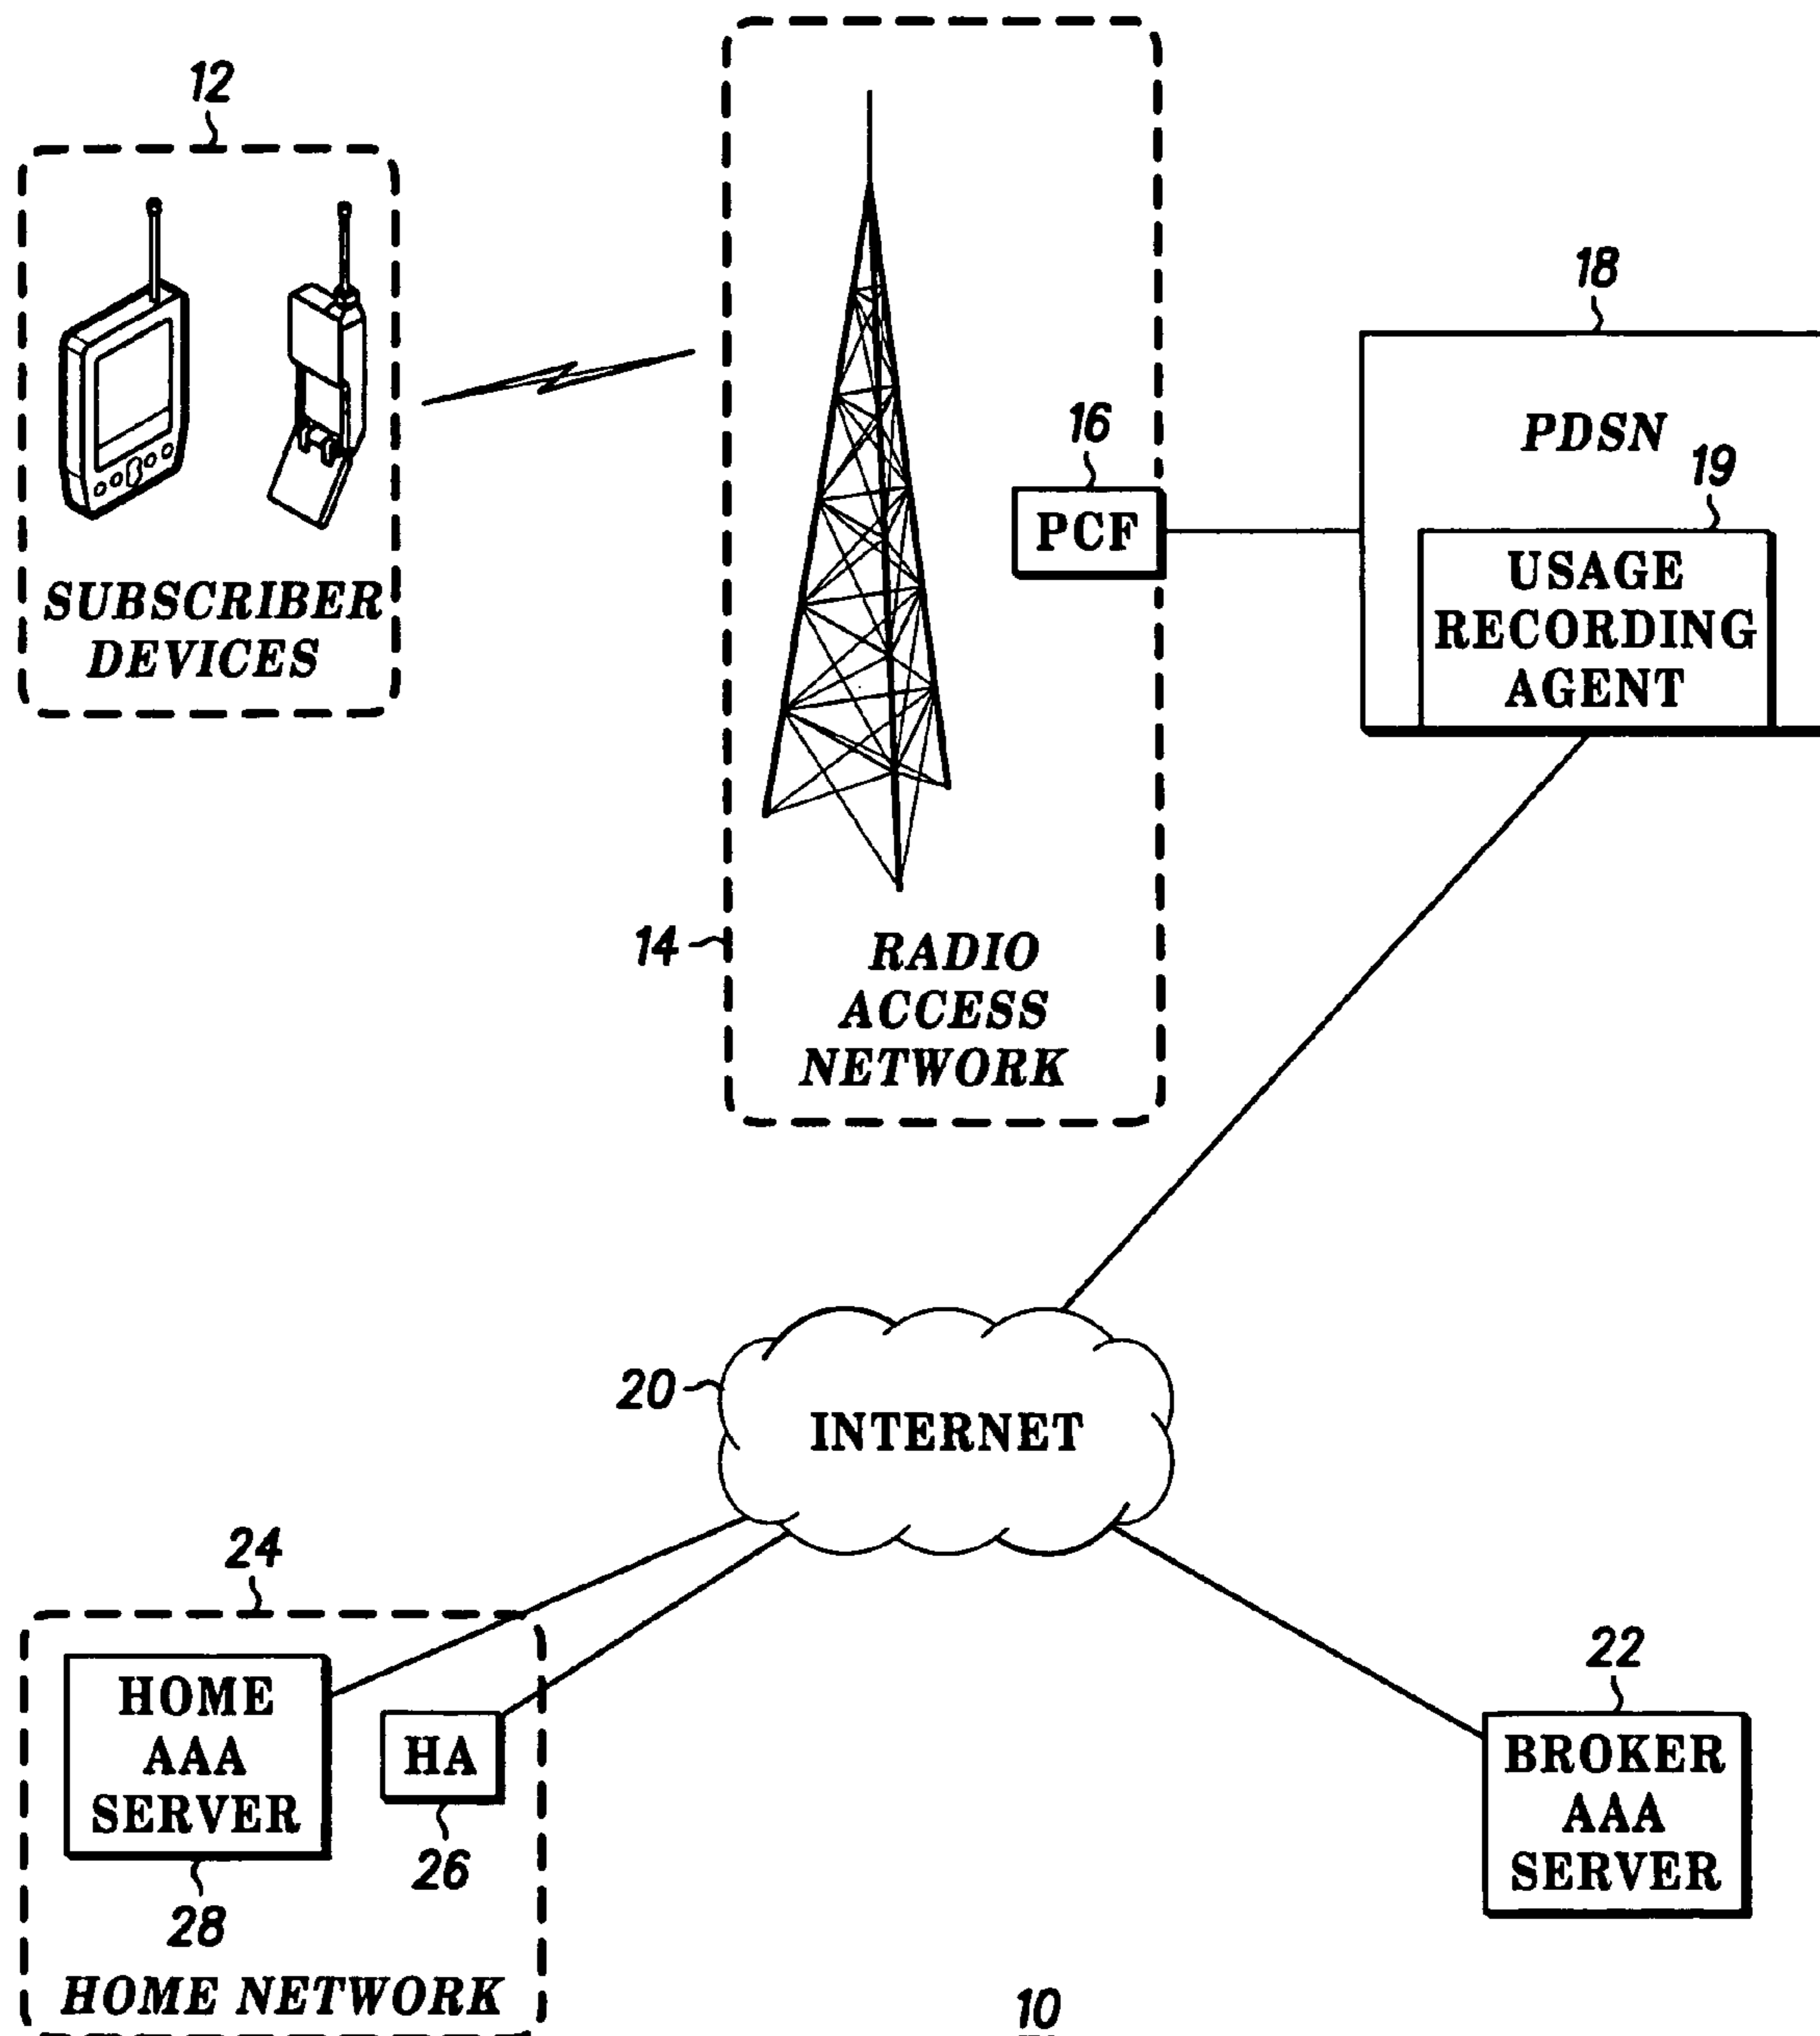 12
SUBSCRIBER
DEVICES
14
RADIO
ACCESS
NETWORK
16
PCF
18
PDSN
19
USAGE
RECORDING
AGENT
20
INTERNET
24
HOME
AAA
SERVER
28
HA
26
HOME NETWORK
22
BROKER
AAA
SERVER
10